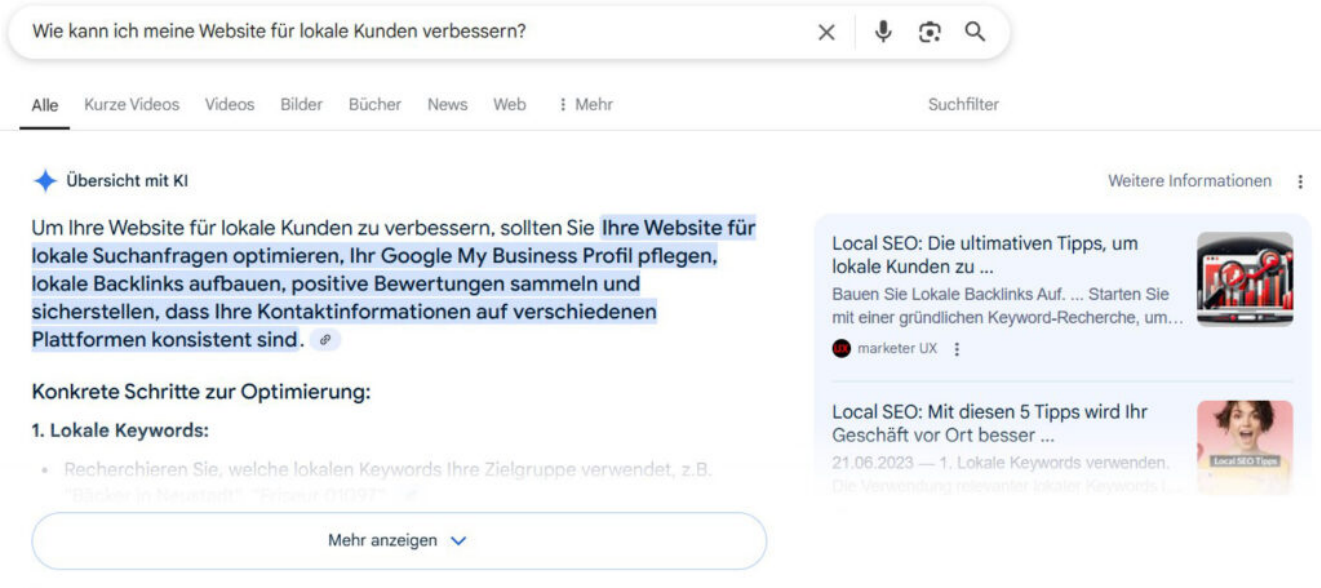 Wie kann ich meine Website für lokale Kunden verbessern?
Alle Kurze Videos Videos Bilder Bücher News Web Mehr Suchfilter
Übersicht mit KI
Weitere Informationen
Um Ihre Website für lokale Kunden zu verbessern, sollten Sie Ihre Website für
lokale Suchanfragen optimieren, Ihr Google My Business Profil pflegen,
lokale Backlinks aufbauen, positive Bewertungen sammeln und
sicherstellen, dass Ihre Kontaktinformationen auf verschiedenen
Plattformen konsistent sind.
Konkrete Schritte zur Optimierung:
1. Lokale Keywords:
• Recherchieren Sie, welche lokalen Keywords Ihre Zielgruppe verwendet, z.B.
"Bäcker in Neustadt", "Friseur 01097".
Mehr anzeigen
Local SEO: Die ultimativen Tipps, um
lokale Kunden zu ...
Bauen Sie Lokale Backlinks Auf. ... Starten Sie
mit einer gründlichen Keyword-Recherche, um...
UX marketer UX
Local SEO: Mit diesen 5 Tipps wird Ihr
Geschäft vor Ort besser ...
21.06.2023 — 1. Lokale Keywords verwenden.
Die Verwendung relevanter lokaler Keywords i...
Local SEO Tipps